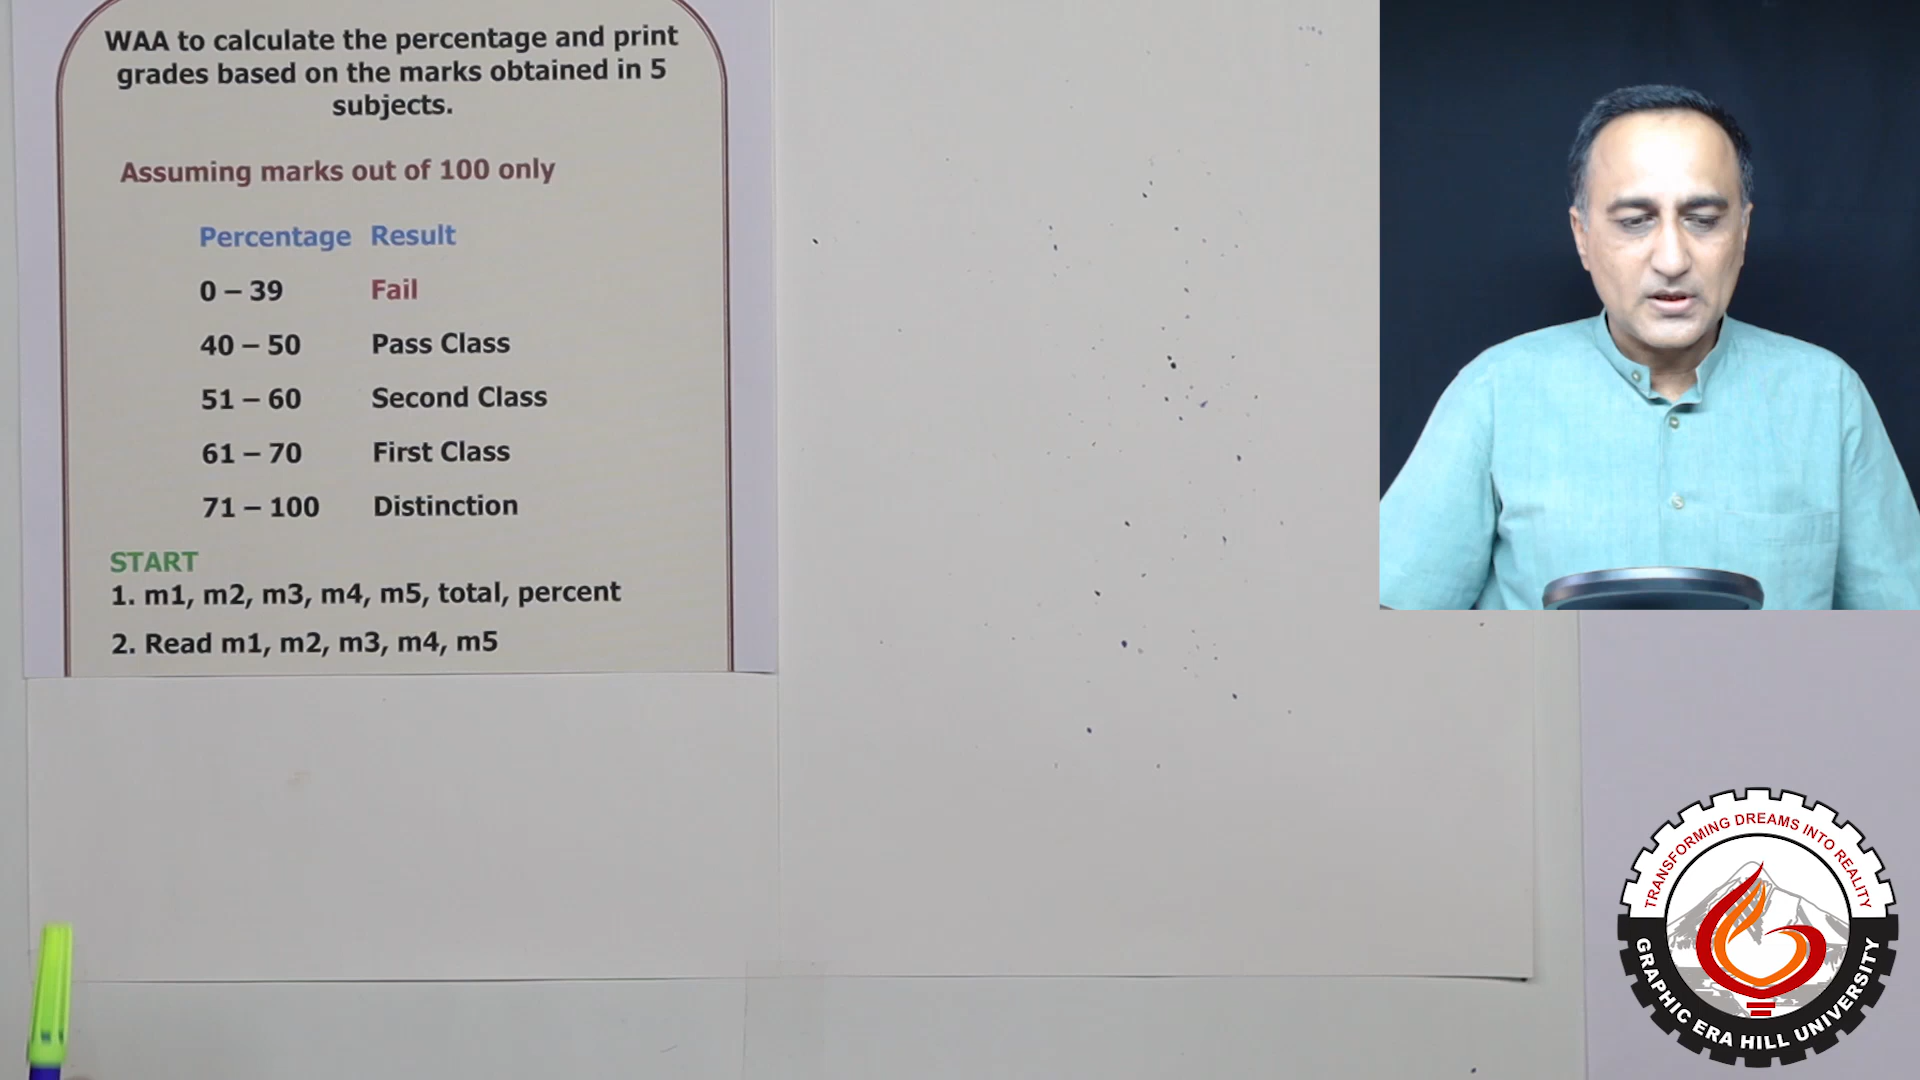 WAA to calculate the percentage and print
grades based on the marks obtained in 5
subjects.
Assuming marks out of 100 only
Percentage Result
0 – 39 Fail
40 – 50 Pass Class
51 – 60 Second Class
61 – 70 First Class
71 – 100 Distinction
START
1. m1, m2, m3, m4, m5, total, percent
2. Read m1, m2, m3, m4, m5
TRANSFORMING DREAMS INTO REALITY
GRAPHIC ERA HILL UNIVERSITY